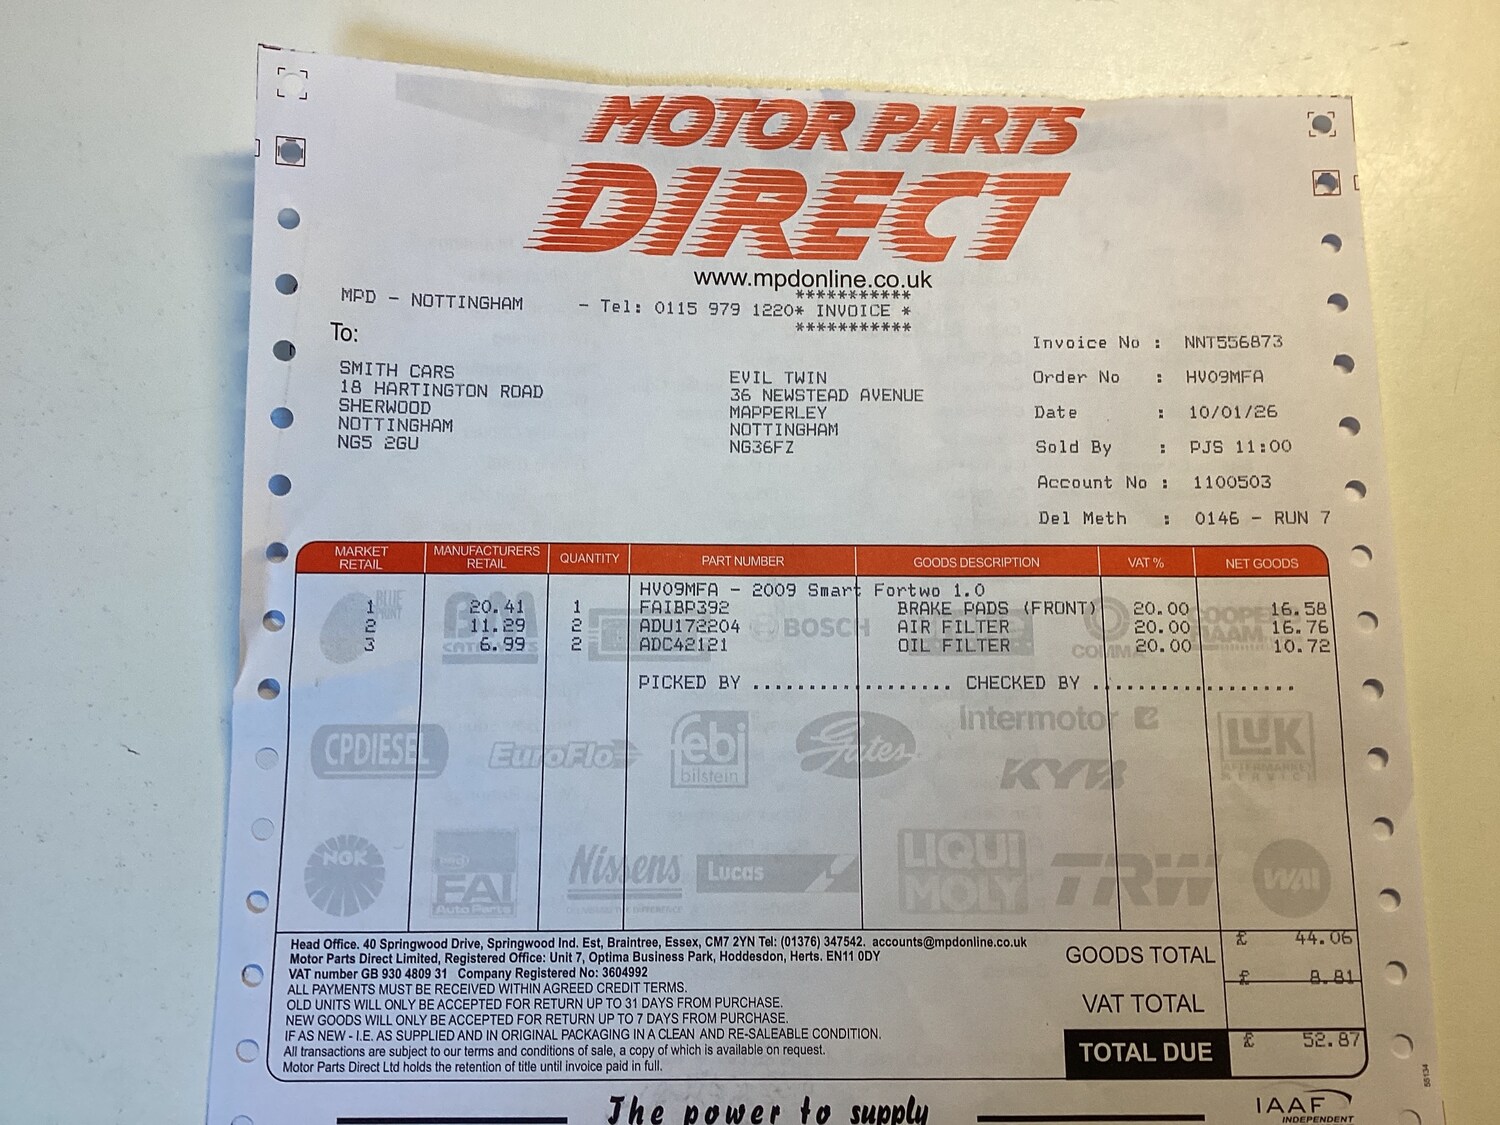 MOTOR PARTS
DIRECT
www.mpdonline.co.uk
***********
MPD - NOTTINGHAM - Tel: 0115 979 1220* INVOICE *
***********
To:
SMITH CARS
18 HARTINGTON ROAD
SHERWOOD
NOTTINGHAM
NG5 2GU
EVIL TWIN
36 NEWSTEAD AVENUE
MAPPERLEY
NOTTINGHAM
NG36FZ
Invoice No : NNT556873
Order No : HV09MFA
Date : 10/01/26
Sold By : PJS 11:00
Account No : 1100503
Del Meth : 0146 - RUN 7
MARKET RETAIL MANUFACTURERS RETAIL QUANTITY PART NUMBER GOODS DESCRIPTION VAT % NET GOODS
HV09MFA - 2009 Smart Fortwo 1.0
1 20.41 1 FAIBP392 BRAKE PADS (FRONT) 20.00 16.58
2 11.29 2 ADU172204 AIR FILTER 20.00 16.76
3 6.99 2 ADC42121 OIL FILTER 20.00 10.72
PICKED BY .................. CHECKED BY ..................
BLUE PRINT
BOSCH
COMMA
CPDIESEL
EuroFlo
febi
bilstein
Gates
Intermotor
KYB
LUK
AFTERMARKET
SERVICE
NGK
FAI
Auto Parts
Nissens
Lucas
LIQUI
MOLY
TRW
WAI
Head Office. 40 Springwood Drive, Springwood Ind. Est, Braintree, Essex, CM7 2YN Tel: (01376) 347542. accounts@mpdonline.co.uk
Motor Parts Direct Limited, Registered Office: Unit 7, Optima Business Park, Hoddesdon, Herts. EN11 0DY
VAT number GB 930 4809 31 Company Registered No: 3604992
ALL PAYMENTS MUST BE RECEIVED WITHIN AGREED CREDIT TERMS.
OLD UNITS WILL ONLY BE ACCEPTED FOR RETURN UP TO 31 DAYS FROM PURCHASE.
NEW GOODS WILL ONLY BE ACCEPTED FOR RETURN UP TO 7 DAYS FROM PURCHASE.
IF AS NEW - I.E. AS SUPPLIED AND IN ORIGINAL PACKAGING IN A CLEAN AND RE-SALEABLE CONDITION.
All transactions are subject to our terms and conditions of sale, a copy of which is available on request.
Motor Parts Direct Ltd holds the retention of title until invoice paid in full.
GOODS TOTAL £ 44.06
VAT TOTAL £ 8.81
TOTAL DUE £ 52.87
55134
The power to supply
IAAF
INDEPENDENT